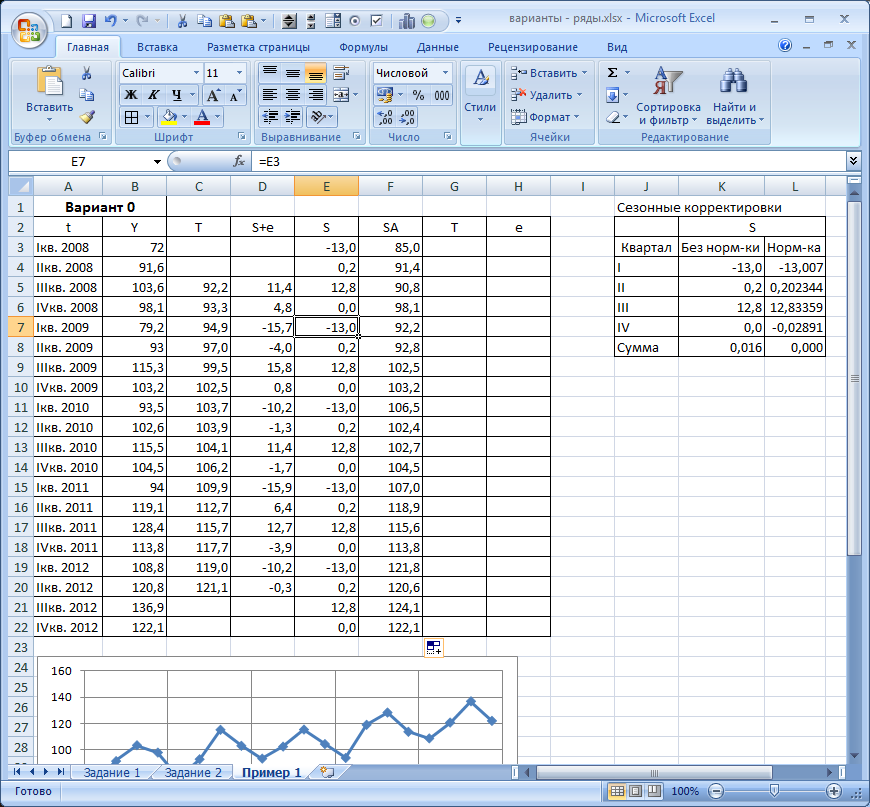 варианты - ряды.xlsx - Microsoft Excel
Главная Вставка Разметка страницы Формулы Данные Рецензирование Вид
Calibri 11 Числовой Вставить Σ
Вставить Ж К Ч A A % 000 Стили Удалить Сортировка и фильтр Найти и выделить
A Формат
Буфер обмена Шрифт Выравнивание Число Ячейки Редактирование
E7 fx =E3
A B C D E F G H I J K L
1 Вариант 0 Сезонные корректировки
2 t Y T S+e S SA T e S
3 Iкв. 2008 72 -13,0 85,0 Квартал Без норм-ки Норм-ка
4 IIкв. 2008 91,6 0,2 91,4 I -13,0 -13,007
5 IIIкв. 2008 103,6 92,2 11,4 12,8 90,8 II 0,2 0,202344
6 IVкв. 2008 98,1 93,3 4,8 0,0 98,1 III 12,8 12,83359
7 Iкв. 2009 79,2 94,9 -15,7 -13,0 92,2 IV 0,0 -0,02891
8 IIкв. 2009 93 97,0 -4,0 0,2 92,8 Сумма 0,016 0,000
9 IIIкв. 2009 115,3 99,5 15,8 12,8 102,5
10 IVкв. 2009 103,2 102,5 0,8 0,0 103,2
11 Iкв. 2010 93,5 103,7 -10,2 -13,0 106,5
12 IIкв. 2010 102,6 103,9 -1,3 0,2 102,4
13 IIIкв. 2010 115,5 104,1 11,4 12,8 102,7
14 IVкв. 2010 104,5 106,2 -1,7 0,0 104,5
15 Iкв. 2011 94 109,9 -15,9 -13,0 107,0
16 IIкв. 2011 119,1 112,7 6,4 0,2 118,9
17 IIIкв. 2011 128,4 115,7 12,7 12,8 115,6
18 IVкв. 2011 113,8 117,7 -3,9 0,0 113,8
19 Iкв. 2012 108,8 119,0 -10,2 -13,0 121,8
20 IIкв. 2012 120,8 121,1 -0,3 0,2 120,6
21 IIIкв. 2012 136,9 12,8 124,1
22 IVкв. 2012 122,1 0,0 122,1
23
24 160
25
26 140
27 120
28 100
Задание 1 Задание 2 Пример 1
Готово 100%